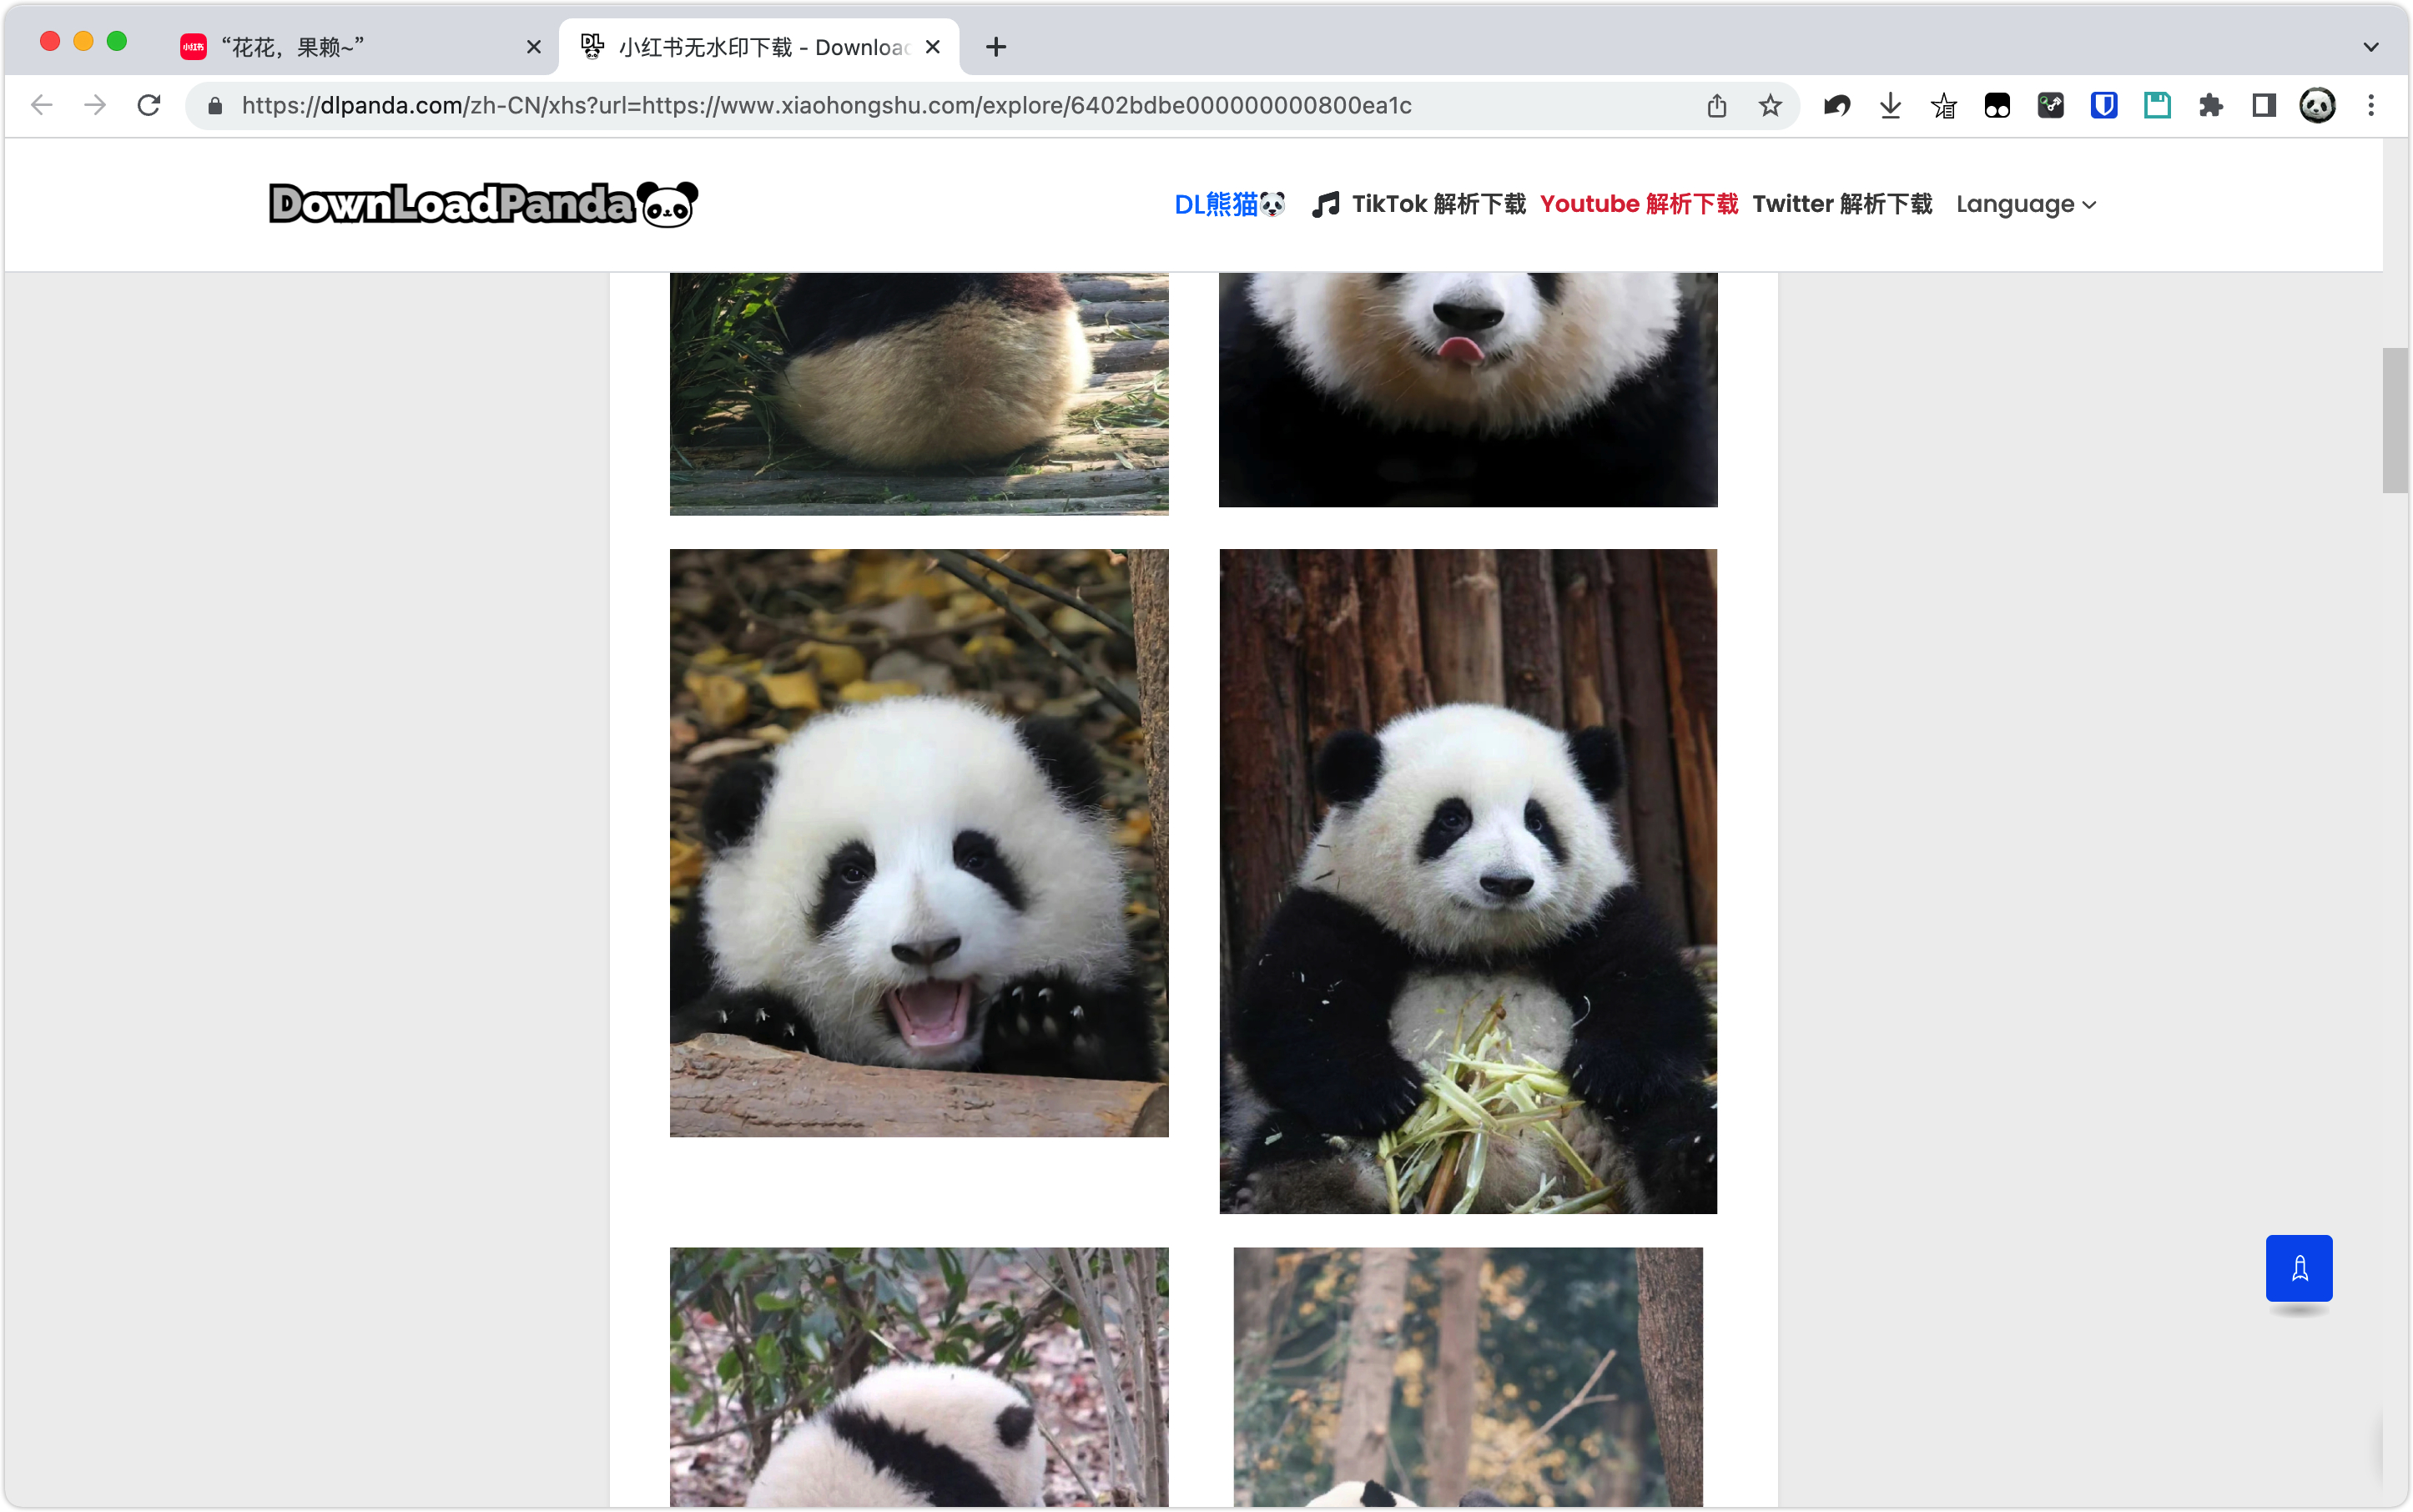 “花花，果赖~”
小红书无水印下载 - Download
https://dlpanda.com/zh-CN/xhs?url=https://www.xiaohongshu.com/explore/6402bdbe000000000800ea1c
DownLoadPanda
DL熊猫🐼 TikTok 解析下载 Youtube 解析下载 Twitter 解析下载 Language